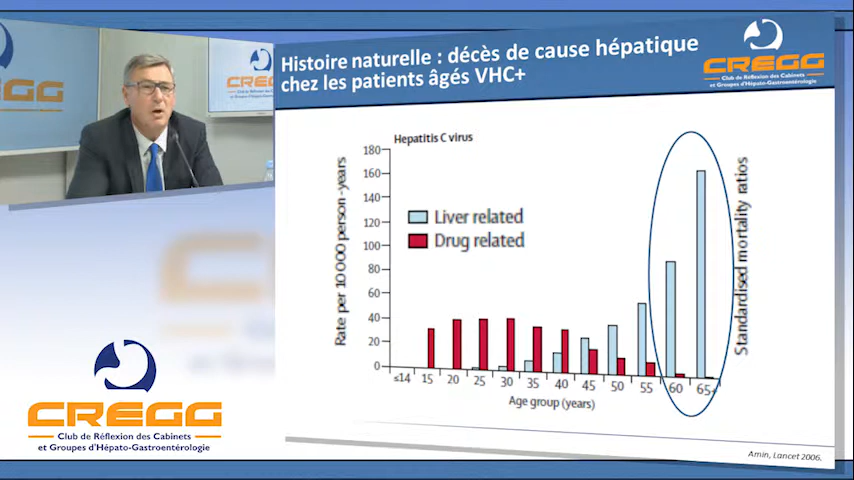 CREGG
CREGG
Histoire naturelle : décès de cause hépatique
chez les patients âgés VHC+
CREGG
Club de Réflexion des Cabinets
et Groupes d'Hépato-Gastroentérologie
Hepatitis C virus
Rate per 10 000 person-years
180
160
140
120
100
80
60
40
20
0
Liver related
Drug related
Standardised mortality ratios
≤14 15 20 25 30 35 40 45 50 55 60 65+
Age group (years)
Amin, Lancet 2006.
CREGG
Club de Réflexion des Cabinets
et Groupes d'Hépato-Gastroentérologie